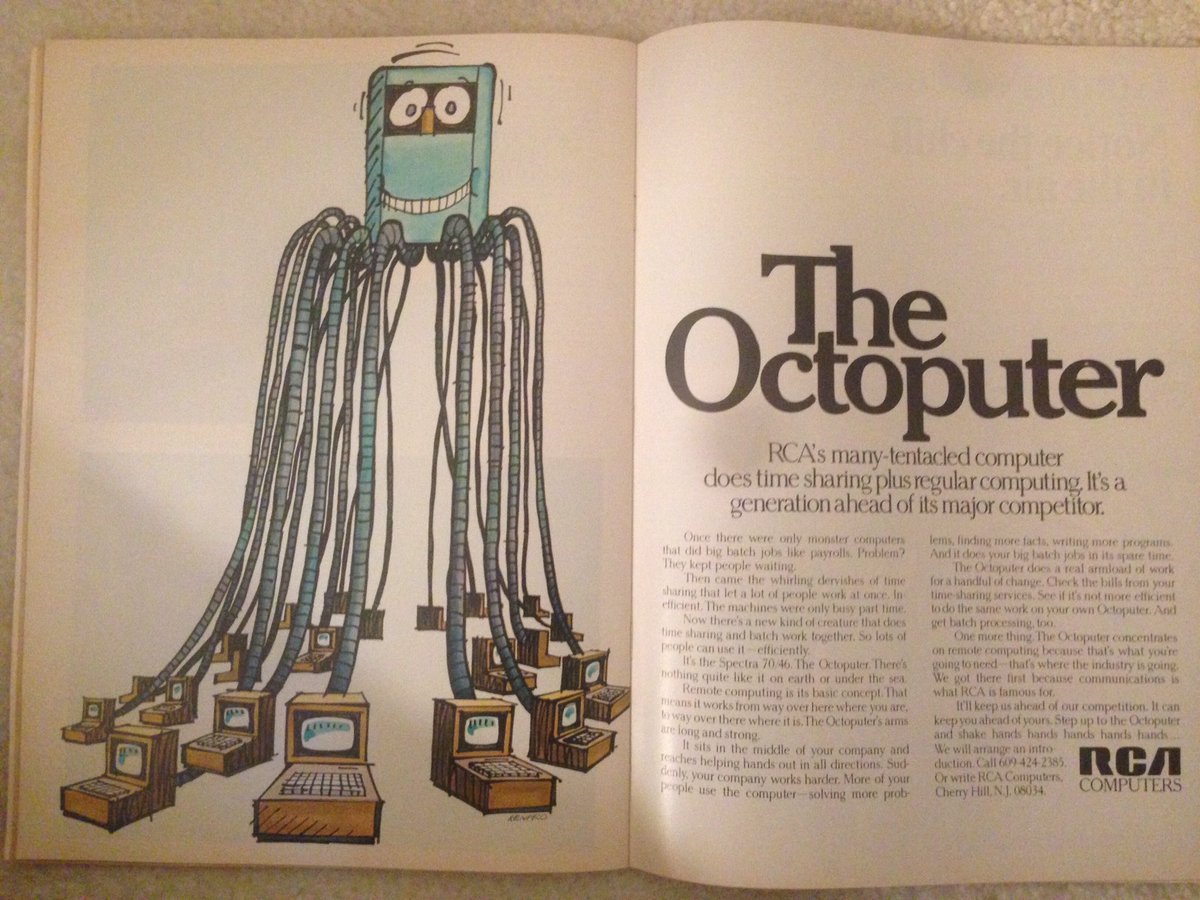 The
Octoputer
RCA's many-tentacled computer
does time sharing plus regular computing. It's a
generation ahead of its major competitor.
Once there were only monster computers
that did big batch jobs like payrolls. Problem?
They kept people waiting.
Then came the whirling dervishes of time
sharing that let a lot of people work at once. In-
efficient. The machines were only busy part time.
Now there's a new kind of creature that does
time sharing and batch work together. So lots of
people can use it—efficiently.
It's the Spectra 70/46. The Octoputer. There's
nothing quite like it on earth or under the sea.
Remote computing is its basic concept. That
means it works from way over here where you are,
to way over there where it is. The Octoputer's arms
are long and strong.
It sits in the middle of your company and
reaches helping hands out in all directions. Sud-
denly, your company works harder. More of your
people use the computer—solving more prob-
lems, finding more facts, writing more programs.
And it does your big batch jobs in its spare time.
The Octoputer does a real armload of work
for a handful of change. Check the bills from your
time-sharing services. See if it's not more efficient
to do the same work on your own Octoputer. And
get batch processing, too.
One more thing. The Octoputer concentrates
on remote computing because that's what you're
going to need—that's where the industry is going.
We got there first because communications is
what RCA is famous for.
It'll keep us ahead of our competition. It can
keep you ahead of yours. Step up to the Octoputer
and shake hands hands hands hands hands...
We will arrange an intro-
duction. Call 609-424-2385.
Or write RCA Computers,
Cherry Hill, N.J. 08034.
RCA
COMPUTERS
RENFRO